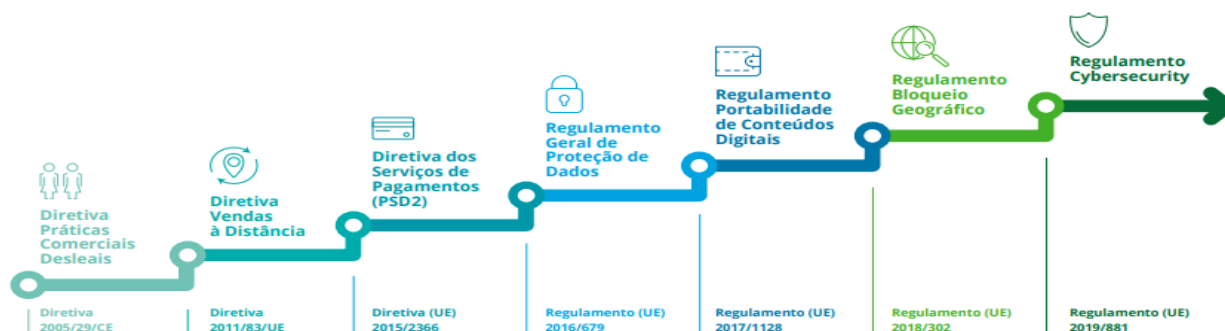 Diretiva
Práticas
Comerciais
Desleais
Diretiva
2005/29/CE
Diretiva
Vendas
à Distância
Diretiva
2011/83/UE
Diretiva dos
Serviços de
Pagamentos
(PSD2)
Diretiva (UE)
2015/2366
Regulamento
Geral de
Proteção de
Dados
Regulamento (UE)
2016/679
Regulamento
Portabilidade
de Conteúdos
Digitais
Regulamento (UE)
2017/1128
Regulamento
Bloqueio
Geográfico
Regulamento (UE)
2018/302
Regulamento
Cybersecurity
Regulamento (UE)
2019/881